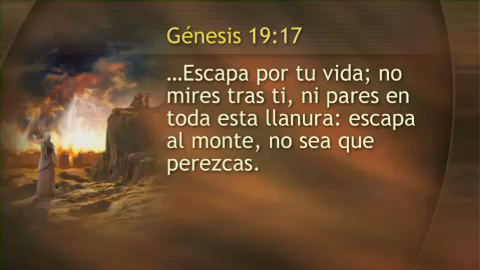 Génesis 19:17
…Escapa por tu vida; no
mires tras ti, ni pares en
toda esta llanura: escapa
al monte, no sea que
perezcas.